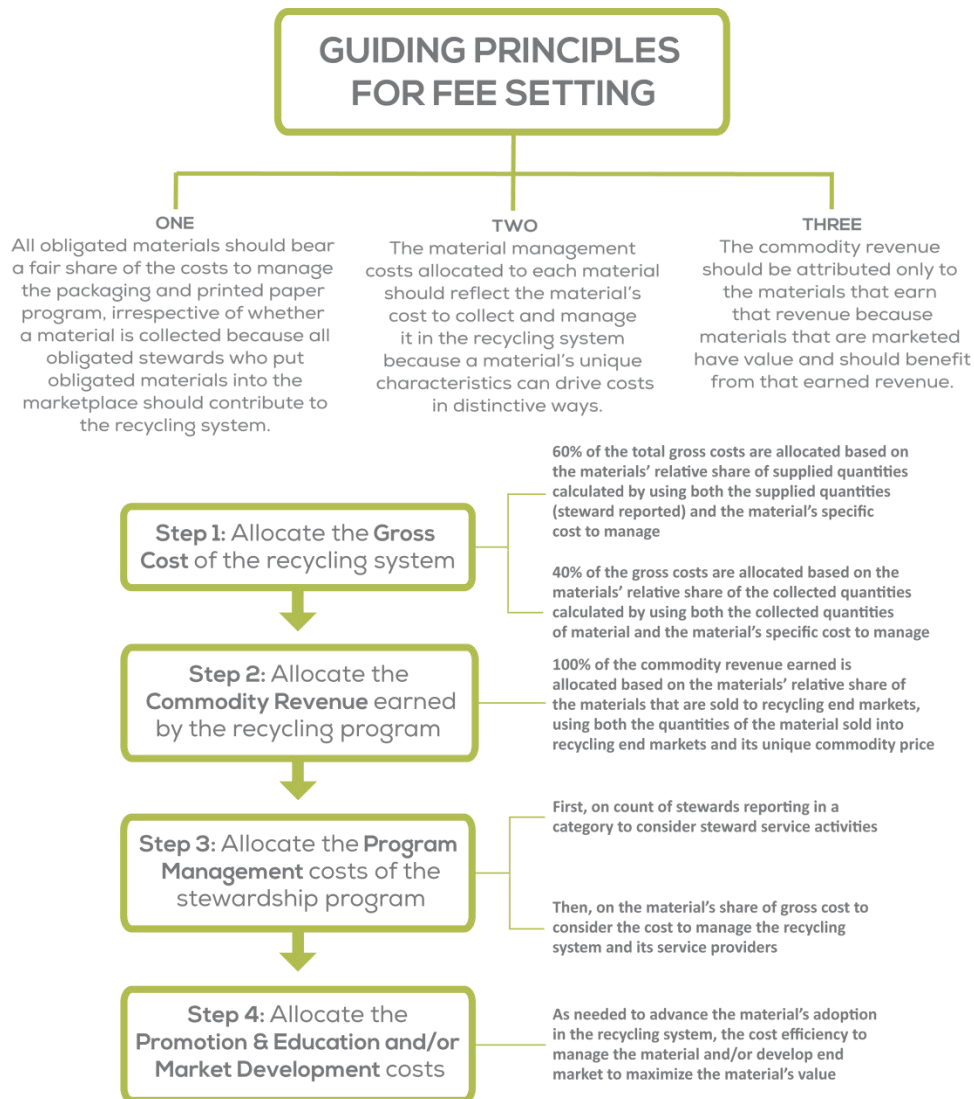 GUIDING PRINCIPLES
FOR FEE SETTING
ONE
All obligated materials should bear
a fair share of the costs to manage
the packaging and printed paper
program, irrespective of whether
a material is collected because all
obligated stewards who put
obligated materials into the
marketplace should contribute to
the recycling system.
TWO
The material management
costs allocated to each material
should reflect the material's
cost to collect and manage
it in the recycling system
because a material's unique
characteristics can drive costs
in distinctive ways.
THREE
The commodity revenue
should be attributed only to
the materials that earn
that revenue because
materials that are marketed
have value and should benefit
from that earned revenue.
Step 1: Allocate the Gross
Cost of the recycling system
60% of the total gross costs are allocated based on
the materials' relative share of supplied quantities
calculated by using both the supplied quantities
(steward reported) and the material's specific
cost to manage
40% of the gross costs are allocated based on the
materials' relative share of the collected quantities
calculated by using both the collected quantities
of material and the material's specific cost to manage
Step 2: Allocate the
Commodity Revenue earned
by the recycling program
100% of the commodity revenue earned is
allocated based on the materials' relative share of
the materials that are sold to recycling end markets,
using both the quantities of the material sold into
recycling end markets and its unique commodity price
Step 3: Allocate the Program
Management costs of the
stewardship program
First, on count of stewards reporting in a
category to consider steward service activities
Then, on the material's share of gross cost to
consider the cost to manage the recycling
system and its service providers
Step 4: Allocate the
Promotion & Education and/or
Market Development costs
As needed to advance the material's adoption
in the recycling system, the cost efficiency to
manage the material and/or develop end
market to maximize the material's value